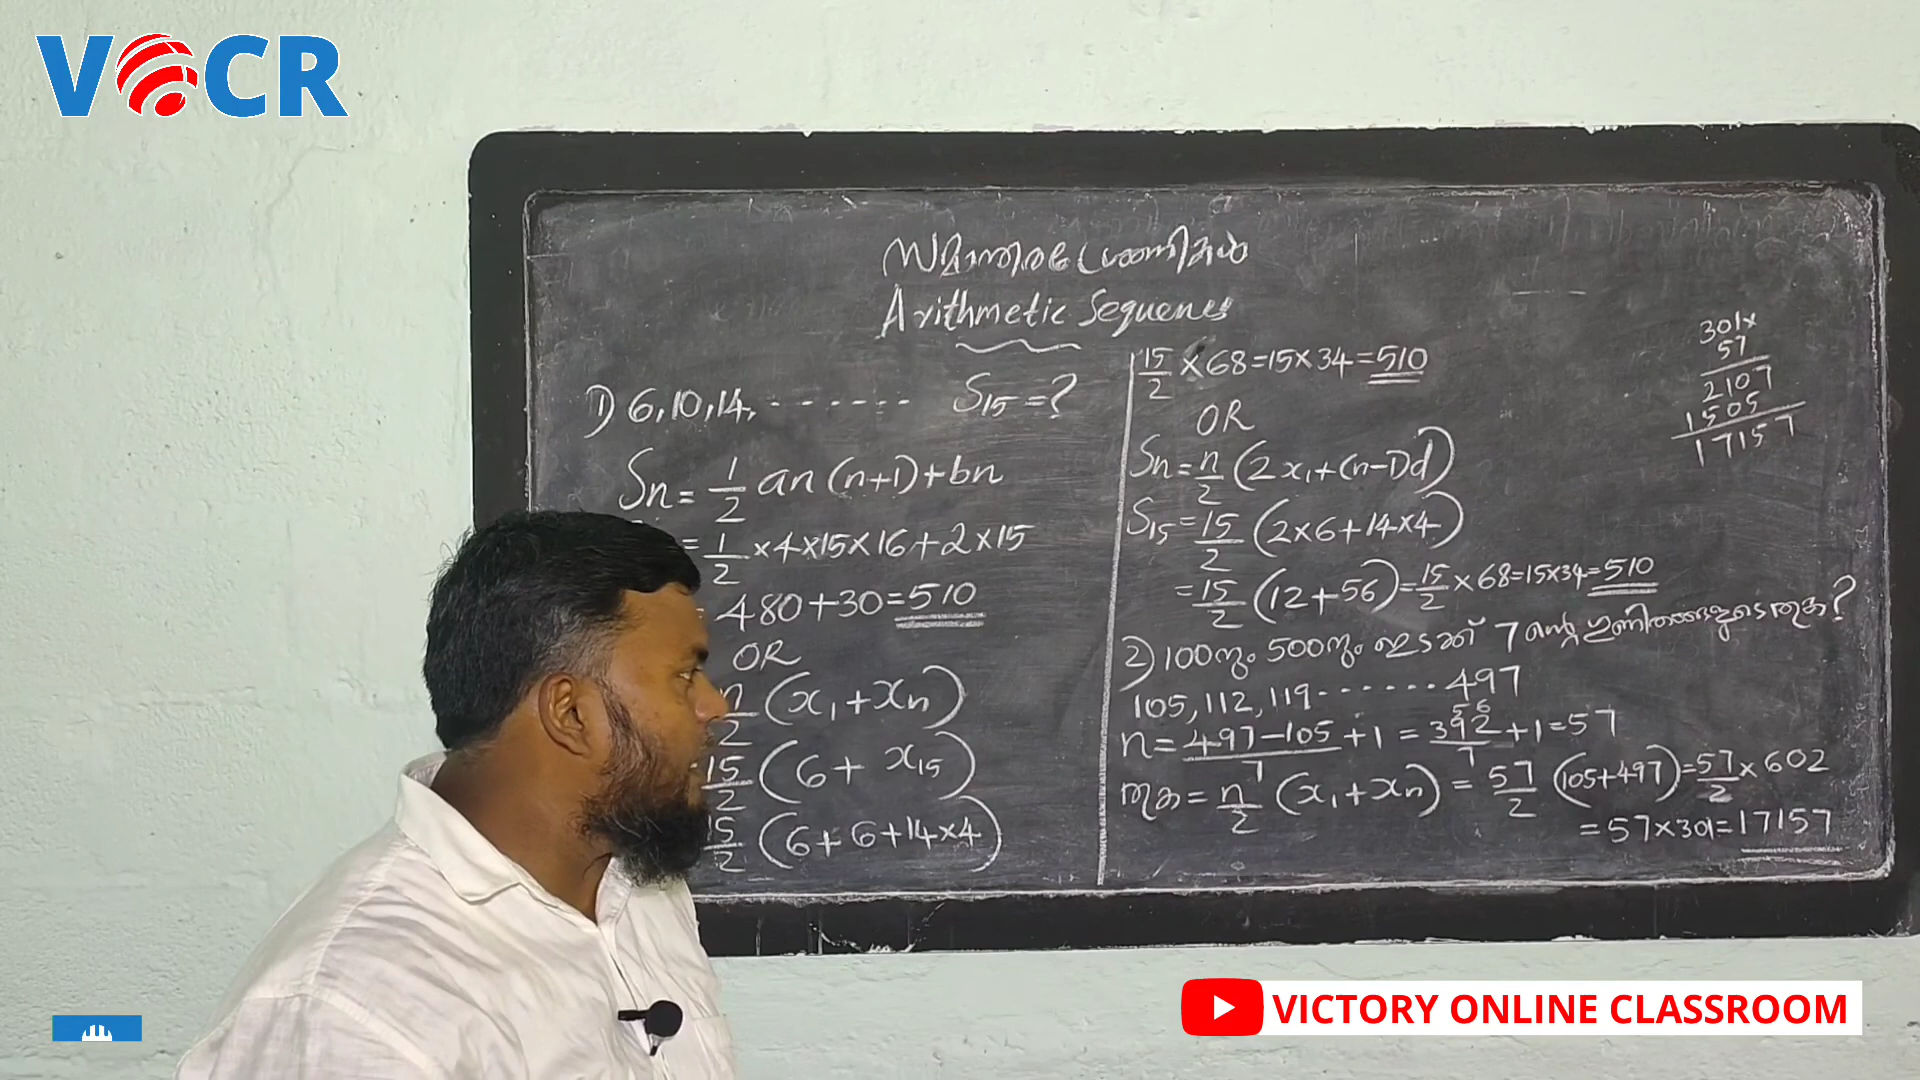 VOCR
സമാന്തരശ്രേണികൾ
Arithmetic Sequences
1) 6, 10, 14, ------- S₁₅ = ?
Sn = 1/2 an (n+1) + bn
= 1/2 × 4 × 15 × 16 + 2 × 15
= 480 + 30 = 510
OR
n/2 (x₁ + xn)
= 15/2 (6 + x₁₅)
15/2 (6 + 6 + 14 × 4)
15/2 × 68 = 15 × 34 = 510
OR
Sn = n/2 (2x₁ + (n-1)d)
S₁₅ = 15/2 (2×6 + 14×4)
= 15/2 (12 + 56) = 15/2 × 68 = 15×34 = 510
2) 100നും 500നും ഇടക്ക് 7 ന്റെ ഗുണിതങ്ങളുടെ തുക?
105, 112, 119 ------ 497
n = 497-105/7 + 1 = 392/7 + 1 = 57
56
തുക = n/2 (x₁ + xn) = 57/2 (105+497) = 57/2 × 602
= 57×301 = 17157
301×
57
2107
1505
17157
VICTORY ONLINE CLASSROOM